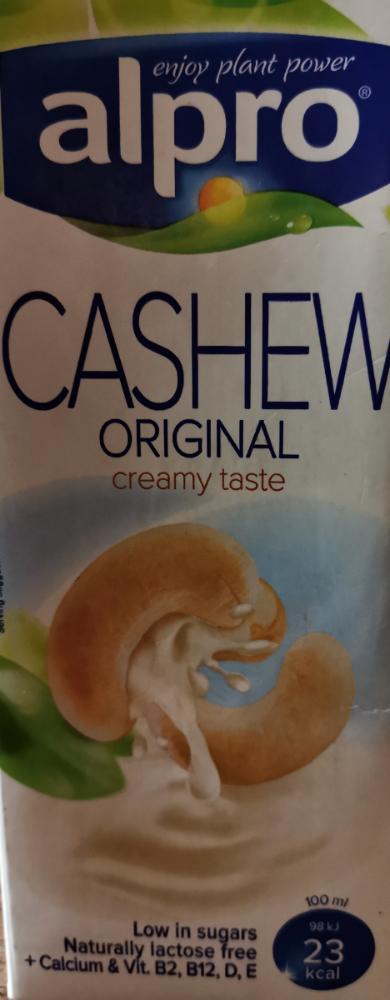 enjoy plant power
alpro®
CASHEW
ORIGINAL
creamy taste
Low in sugars
Naturally lactose free
+ Calcium & Vit. B2, B12, D, E
100 ml
98 kJ
23
kcal